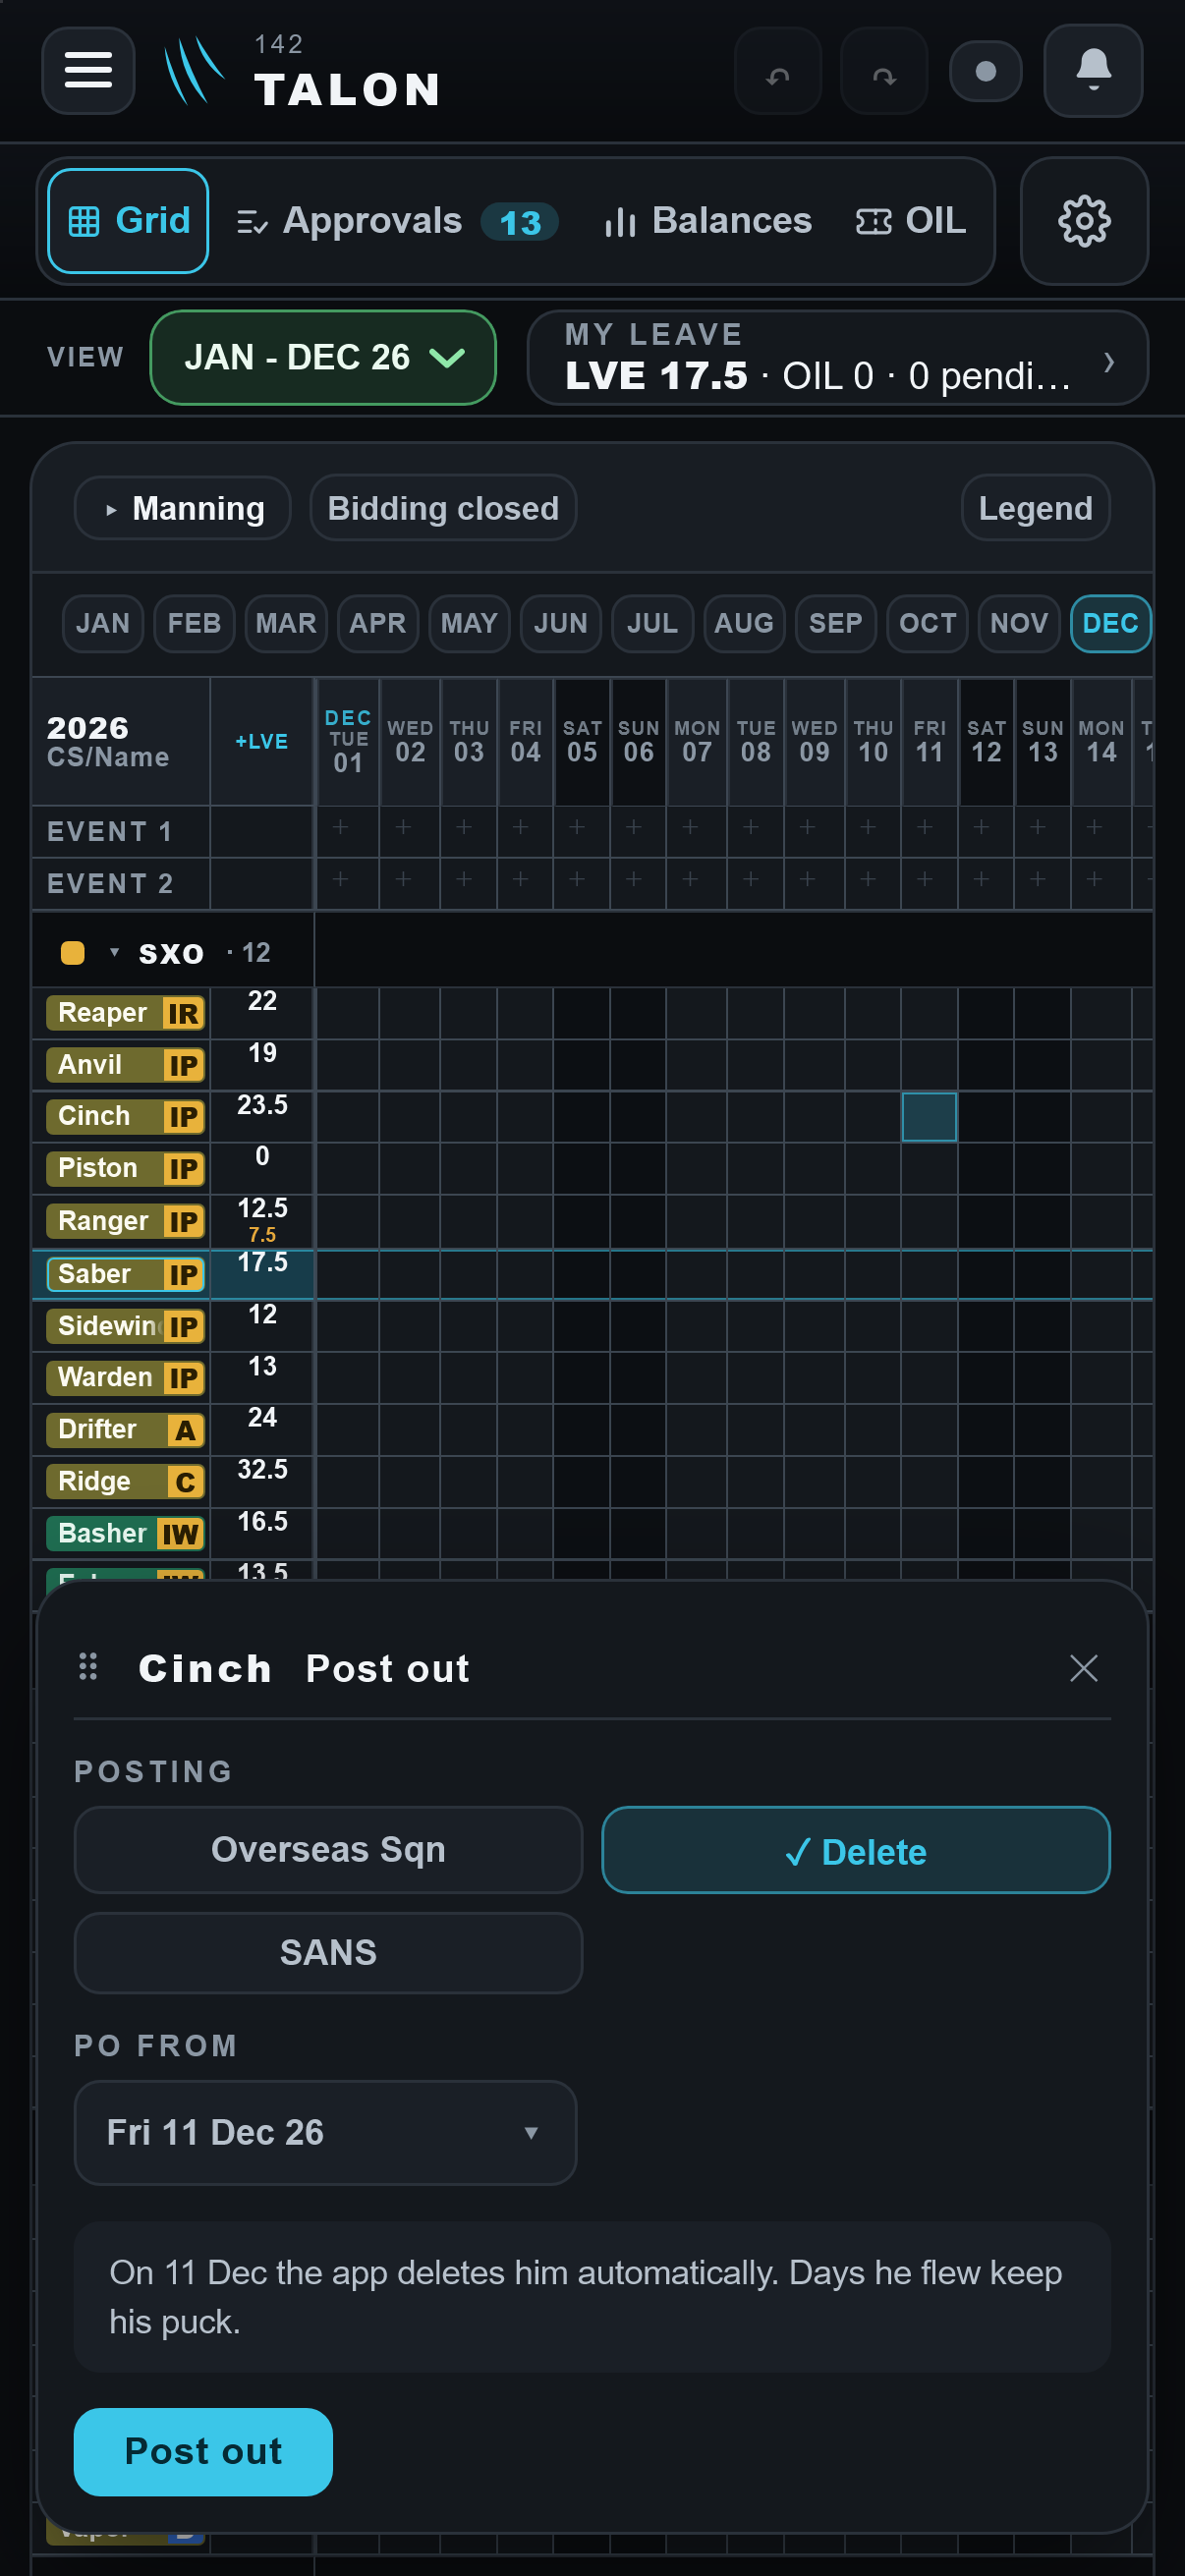 142
TALON
Grid
Approvals 13
Balances
OIL
VIEW
JAN - DEC 26
MY LEAVE
LVE 17.5 · OIL 0 · 0 pendi…
Manning
Bidding closed
Legend
JAN FEB MAR APR MAY JUN JUL AUG SEP OCT NOV DEC
2026
CS/Name
+LVE
DEC TUE 01
WED 02
THU 03
FRI 04
SAT 05
SUN 06
MON 07
TUE 08
WED 09
THU 10
FRI 11
SAT 12
SUN 13
MON 14
EVENT 1 + + + + + + + + + + + + + +
EVENT 2 + + + + + + + + + + + + + +
SXO · 12
Reaper IR 22
Anvil IP 19
Cinch IP 23.5
Piston IP 0
Ranger IP 12.5
7.5
Saber IP 17.5
Sidewin IP 12
Warden IP 13
Drifter A 24
Ridge C 32.5
Basher IW 16.5
13.5
Cinch Post out
POSTING
Overseas Sqn
✓ Delete
SANS
PO FROM
Fri 11 Dec 26
On 11 Dec the app deletes him automatically. Days he flew keep
his puck.
Post out